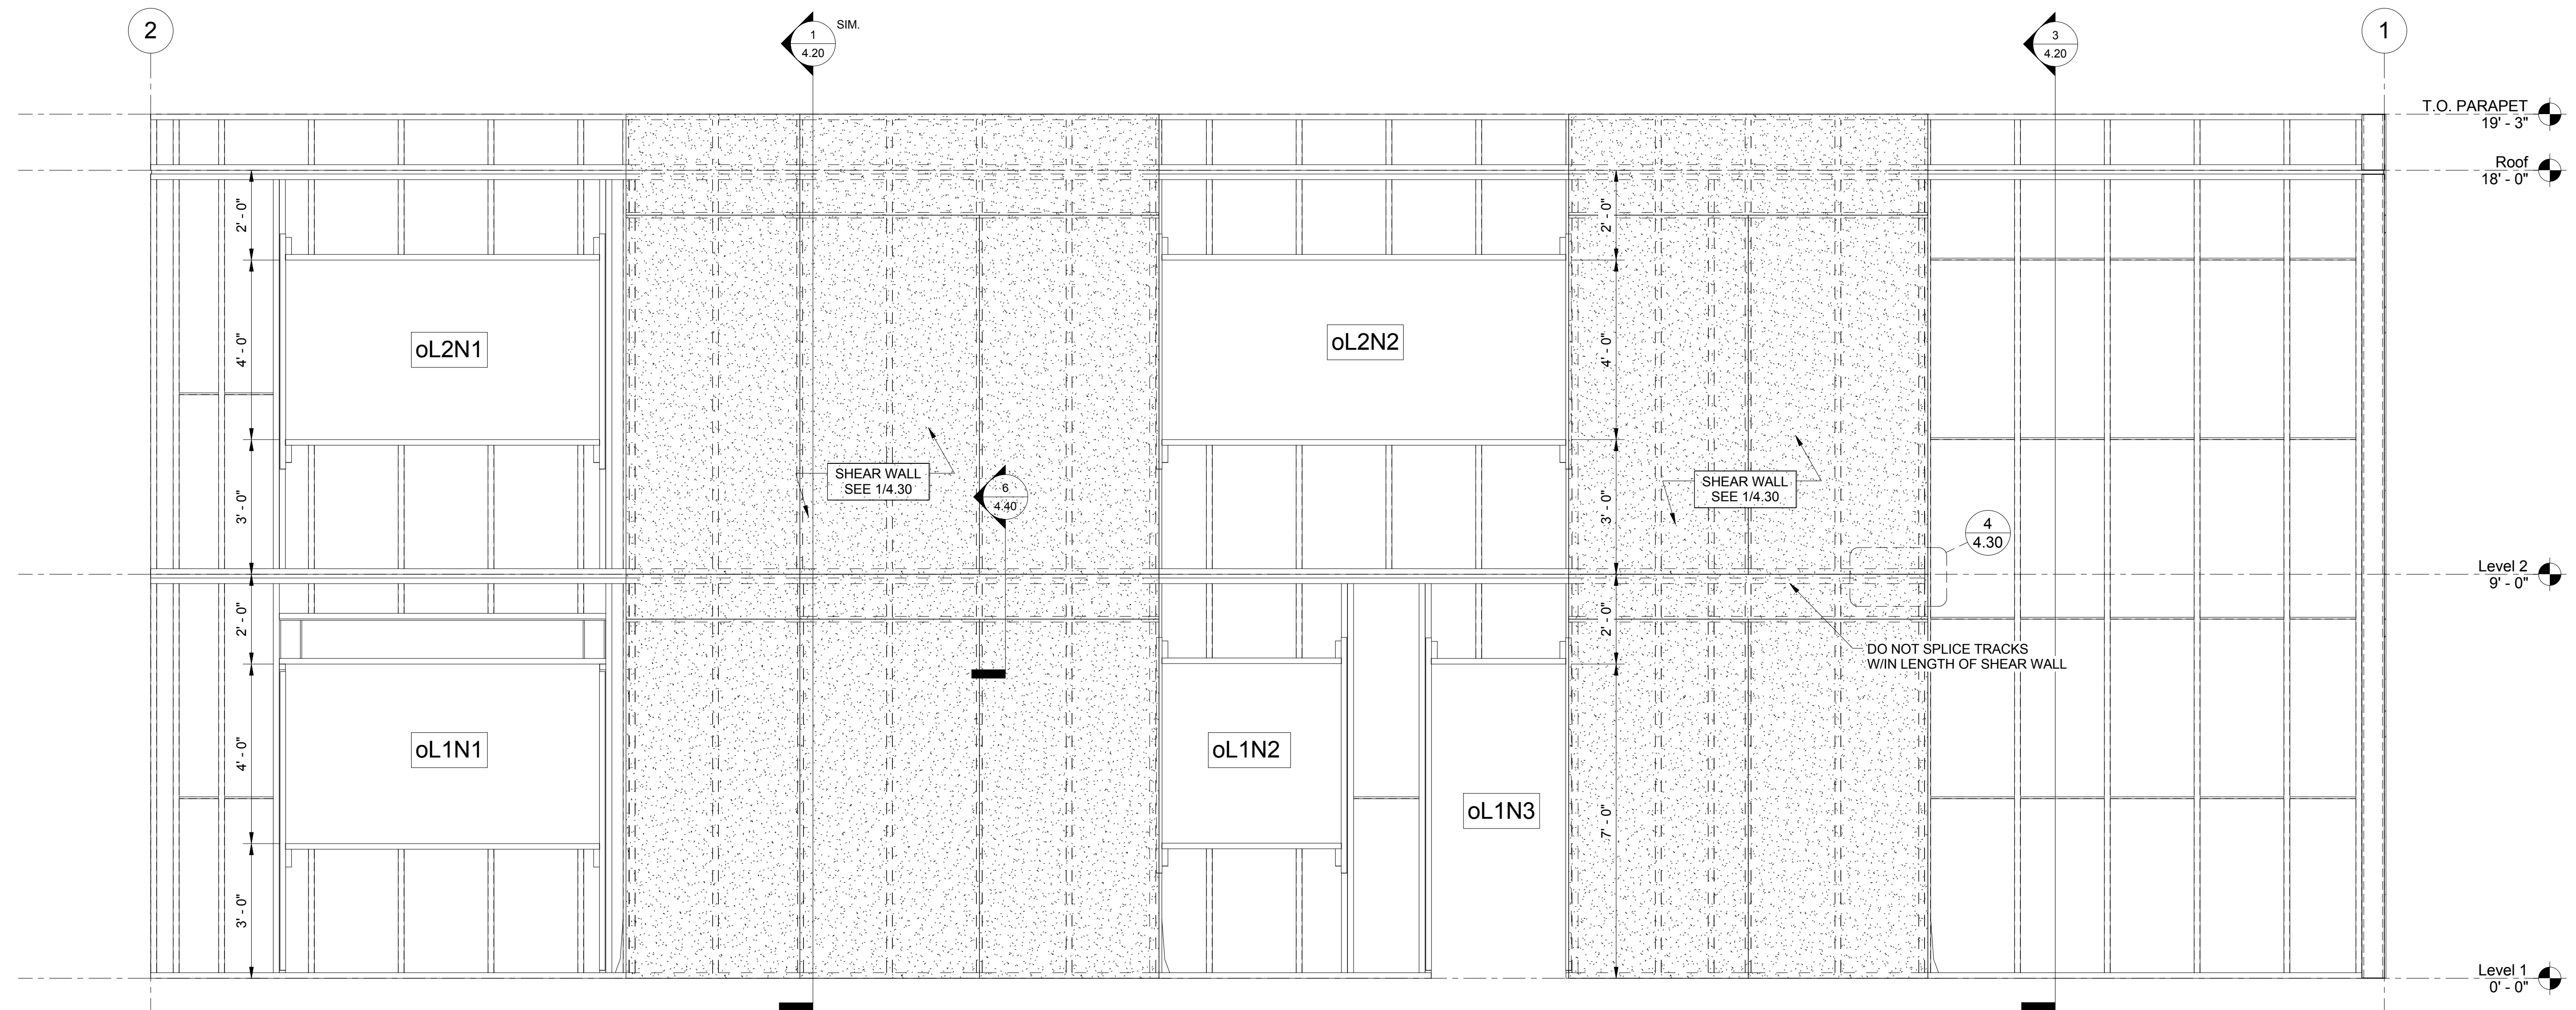 2
1
4.20
SIM.
3
4.20
1
T.O. PARAPET
19' - 3"
Roof
18' - 0"
2' - 0"
2' - 0"
4' - 0"
oL2N1
oL2N2
4' - 0"
SHEAR WALL
SEE 1/4.30
6
4.40
SHEAR WALL
SEE 1/4.30
3' - 0"
3' - 0"
4
4.30
Level 2
9' - 0"
2' - 0"
2' - 0"
DO NOT SPLICE TRACKS
W/IN LENGTH OF SHEAR WALL
4' - 0"
oL1N1
oL1N2
oL1N3
7' - 0"
3' - 0"
Level 1
0' - 0"